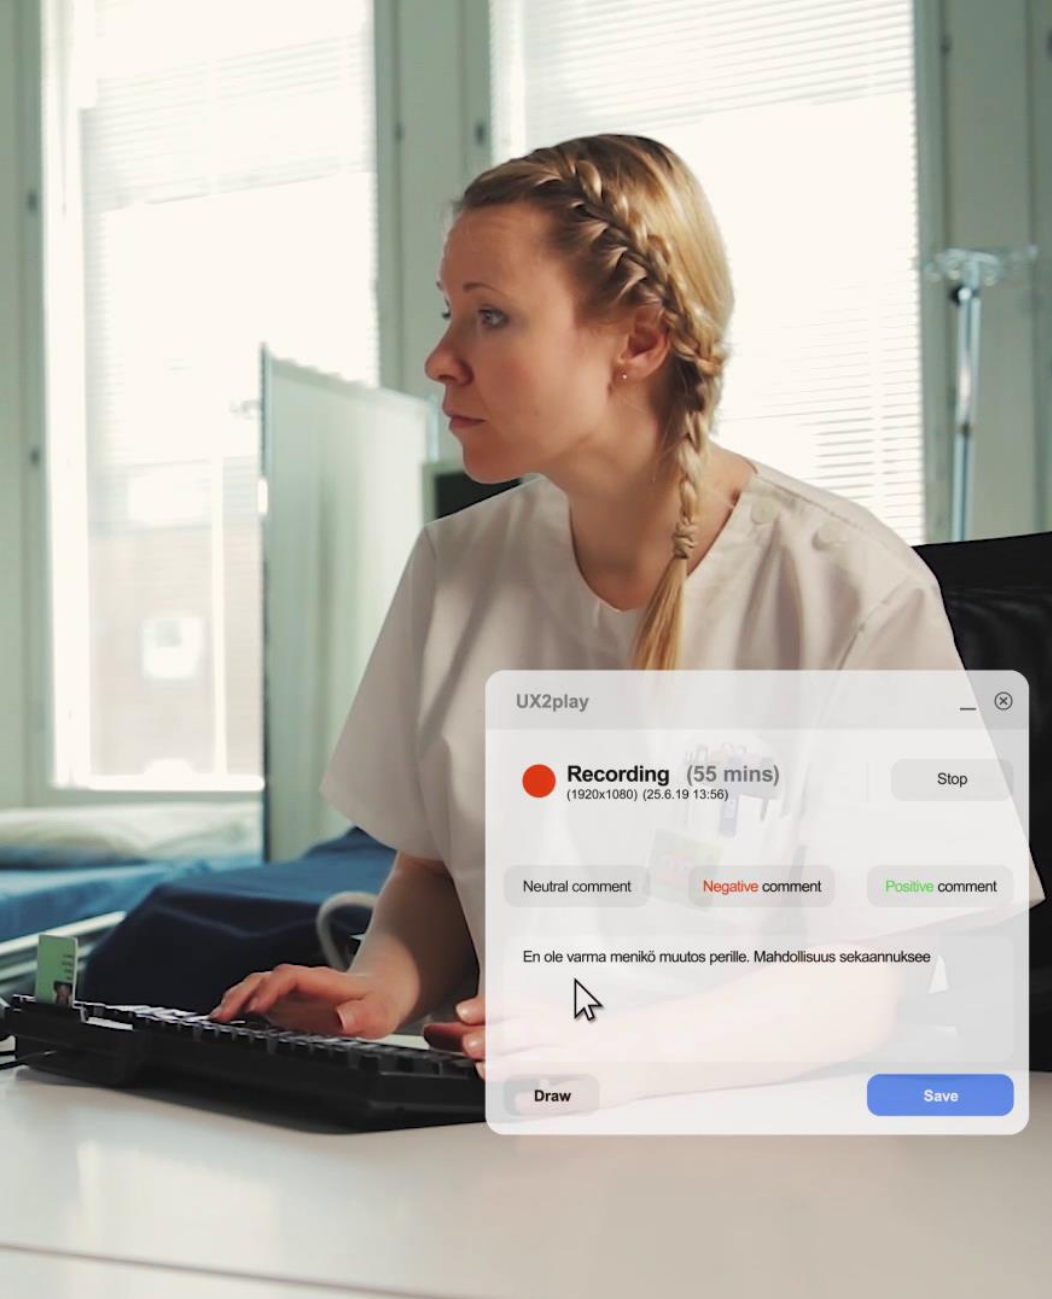 UX2play
Recording (55 mins)
(1920x1080) (25.6.19 13:56)
Stop
Neutral comment
Negative comment
Positive comment
En ole varma menikö muutos perille. Mahdollisuus sekaannuksee
Draw
Save